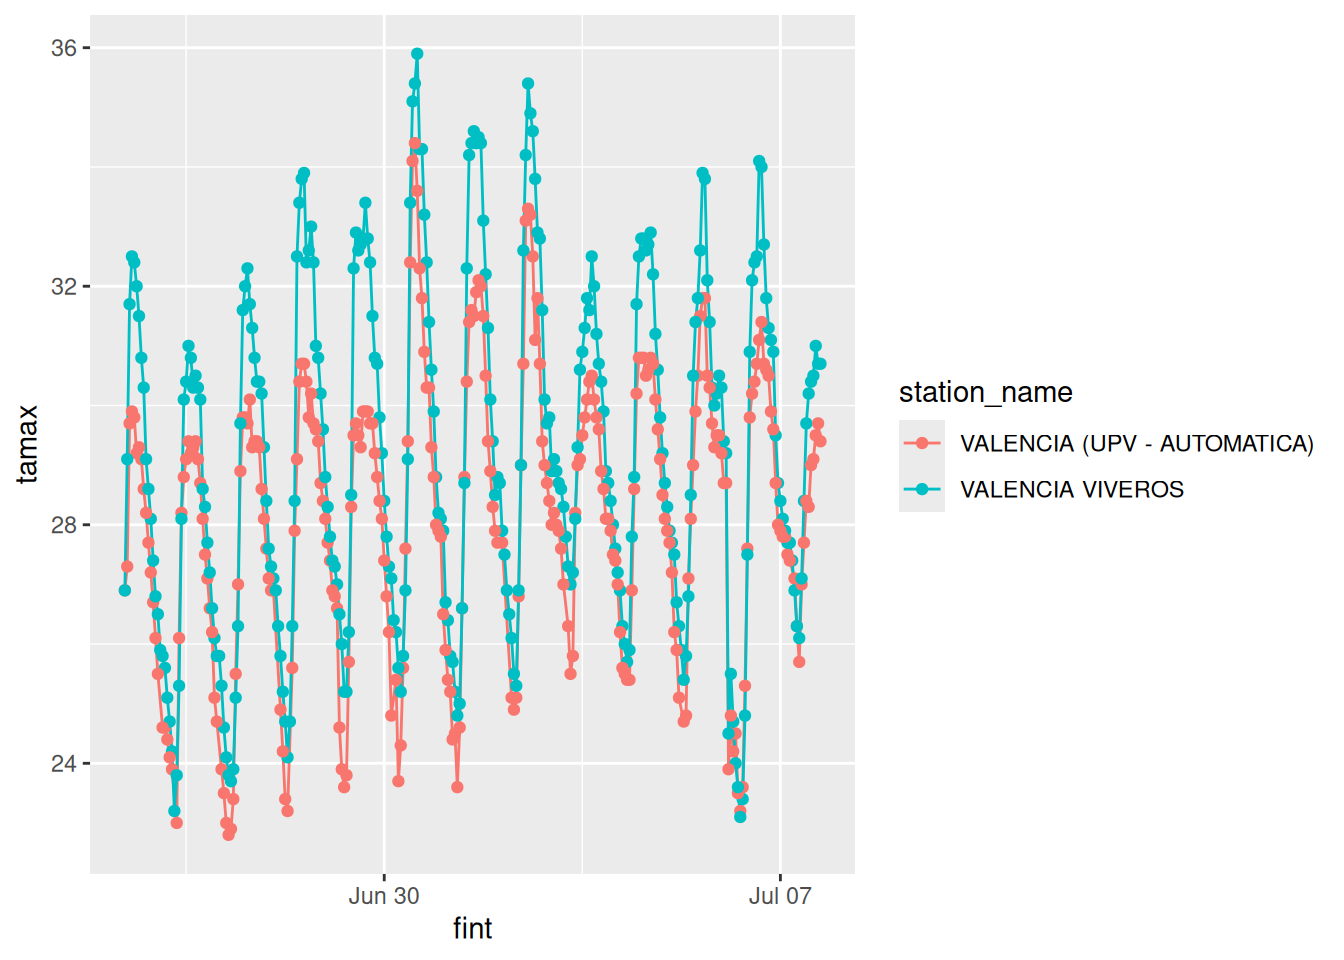 36
32
28
24
tamax
Jun 30
Jul 07
fint
station_name
VALENCIA (UPV - AUTOMATICA)
VALENCIA VIVEROS